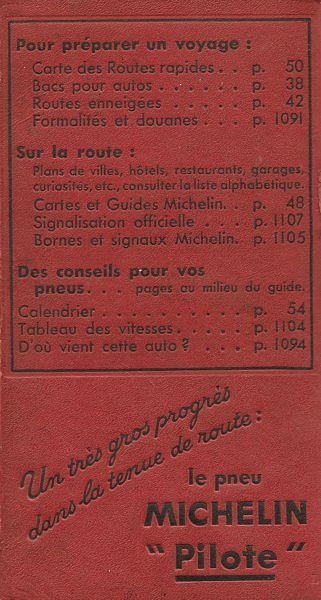 Pour préparer un voyage :
Carte des Routes rapides . . p. 50
Bacs pour autos . . . . . . p. 38
Routes enneigées . . . . p. 42
Formalités et douanes . . p. 1091
Sur la route :
Plans de villes, hôtels, restaurants, garages,
curiosités, etc., consulter la liste alphabétique.
Cartes et Guides Michelin. . p. 48
Signalisation officielle . . . p. 1107
Bornes et signaux Michelin. p. 1105
Des conseils pour vos
pneus. . . pages au milieu du guide.
Calendrier . . . . . . . . . . p. 54
Tableau des vitesses. . . . . p. 1104
D'où vient cette auto ? . . . p. 1094
Un très gros progrès
dans la tenue de route :
le pneu
MICHELIN
" Pilote "